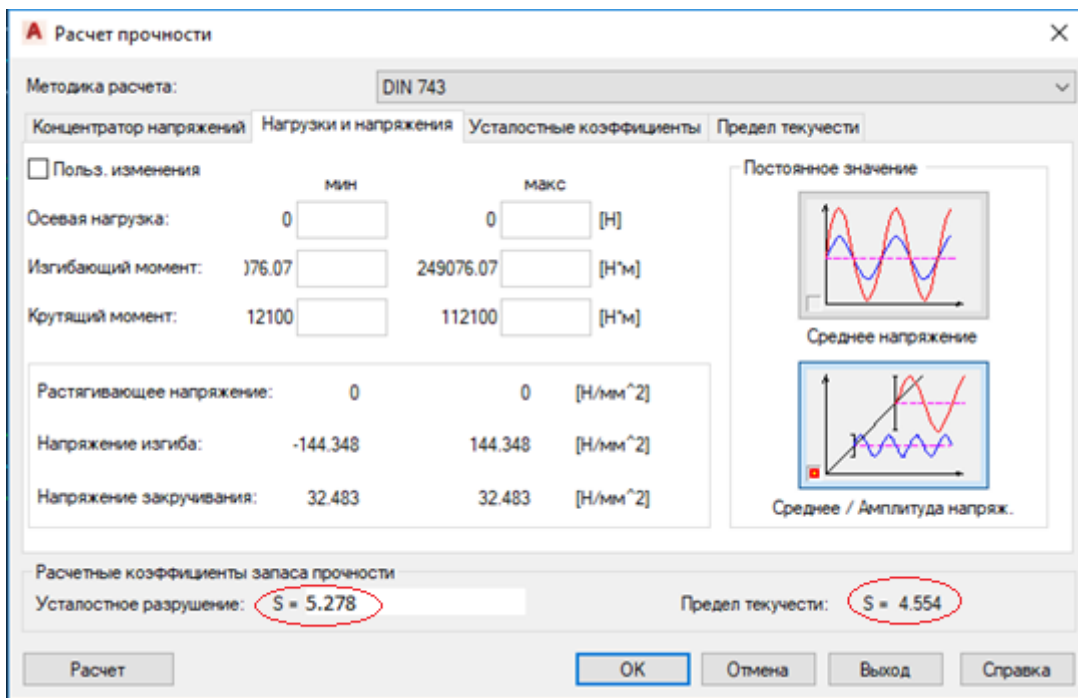 Расчет прочности
Методика расчета: DIN 743
Концентратор напряжений Нагрузки и напряжения Усталостные коэффициенты Предел текучести
Польз. изменения
мин макс
Осевая нагрузка: 0 0 [Н]
Изгибающий момент: )76.07 249076.07 [Н*м]
Крутящий момент: 12100 112100 [Н*м]
Растягивающее напряжение: 0 0 [Н/мм^2]
Напряжение изгиба: -144.348 144.348 [Н/мм^2]
Напряжение закручивания: 32.483 32.483 [Н/мм^2]
Постоянное значение
Среднее напряжение
Среднее / Амплитуда напряж.
Расчетные коэффициенты запаса прочности
Усталостное разрушение: S = 5.278 Предел текучести: S = 4.554
Расчет ОК Отмена Выход Справка